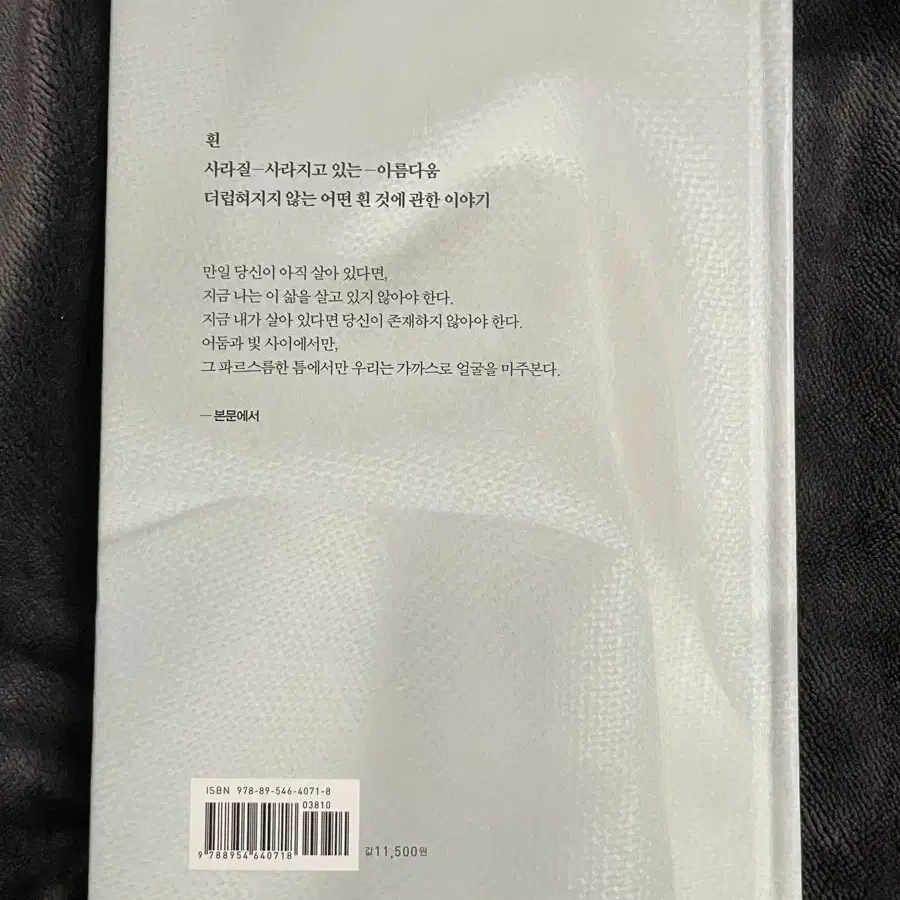 흰
사라질–사라지고 있는–아름다움
더럽혀지지 않는 어떤 흰 것에 관한 이야기
만일 당신이 아직 살아 있다면,
지금 나는 이 삶을 살고 있지 않아야 한다.
지금 내가 살아 있다면 당신이 존재하지 않아야 한다.
어둠과 빛 사이에서만,
그 파르스름한 틈에서만 우리는 가까스로 얼굴을 마주본다.
— 본문에서
ISBN 978-89-546-4071-8
03810
9 788954 640718
값 11,500원